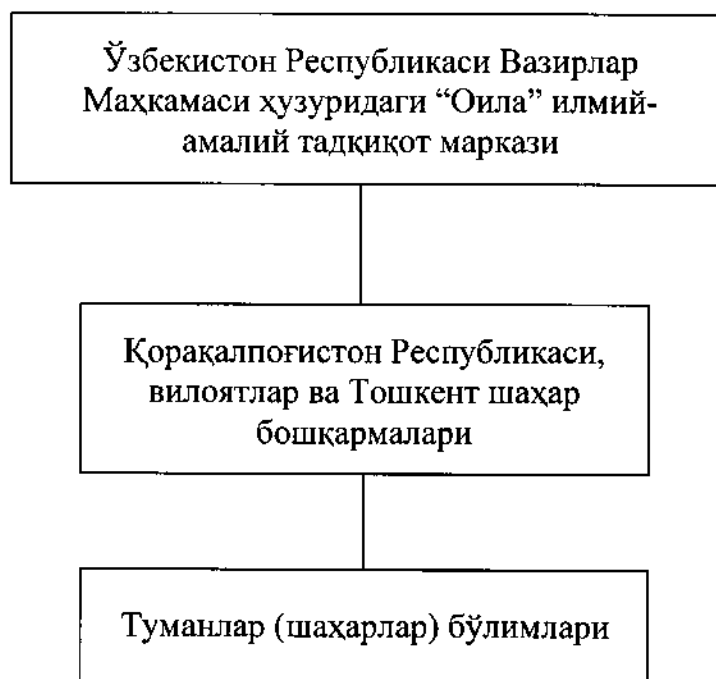 Ўзбекистон Республикаси Вазирлар
Маҳкамаси ҳузуридаги “Оила” илмий-
амалий тадқиқот маркази
Қорақалпоғистон Республикаси,
вилоятлар ва Тошкент шаҳар
бошқармалари
Туманлар (шаҳарлар) бўлимлари